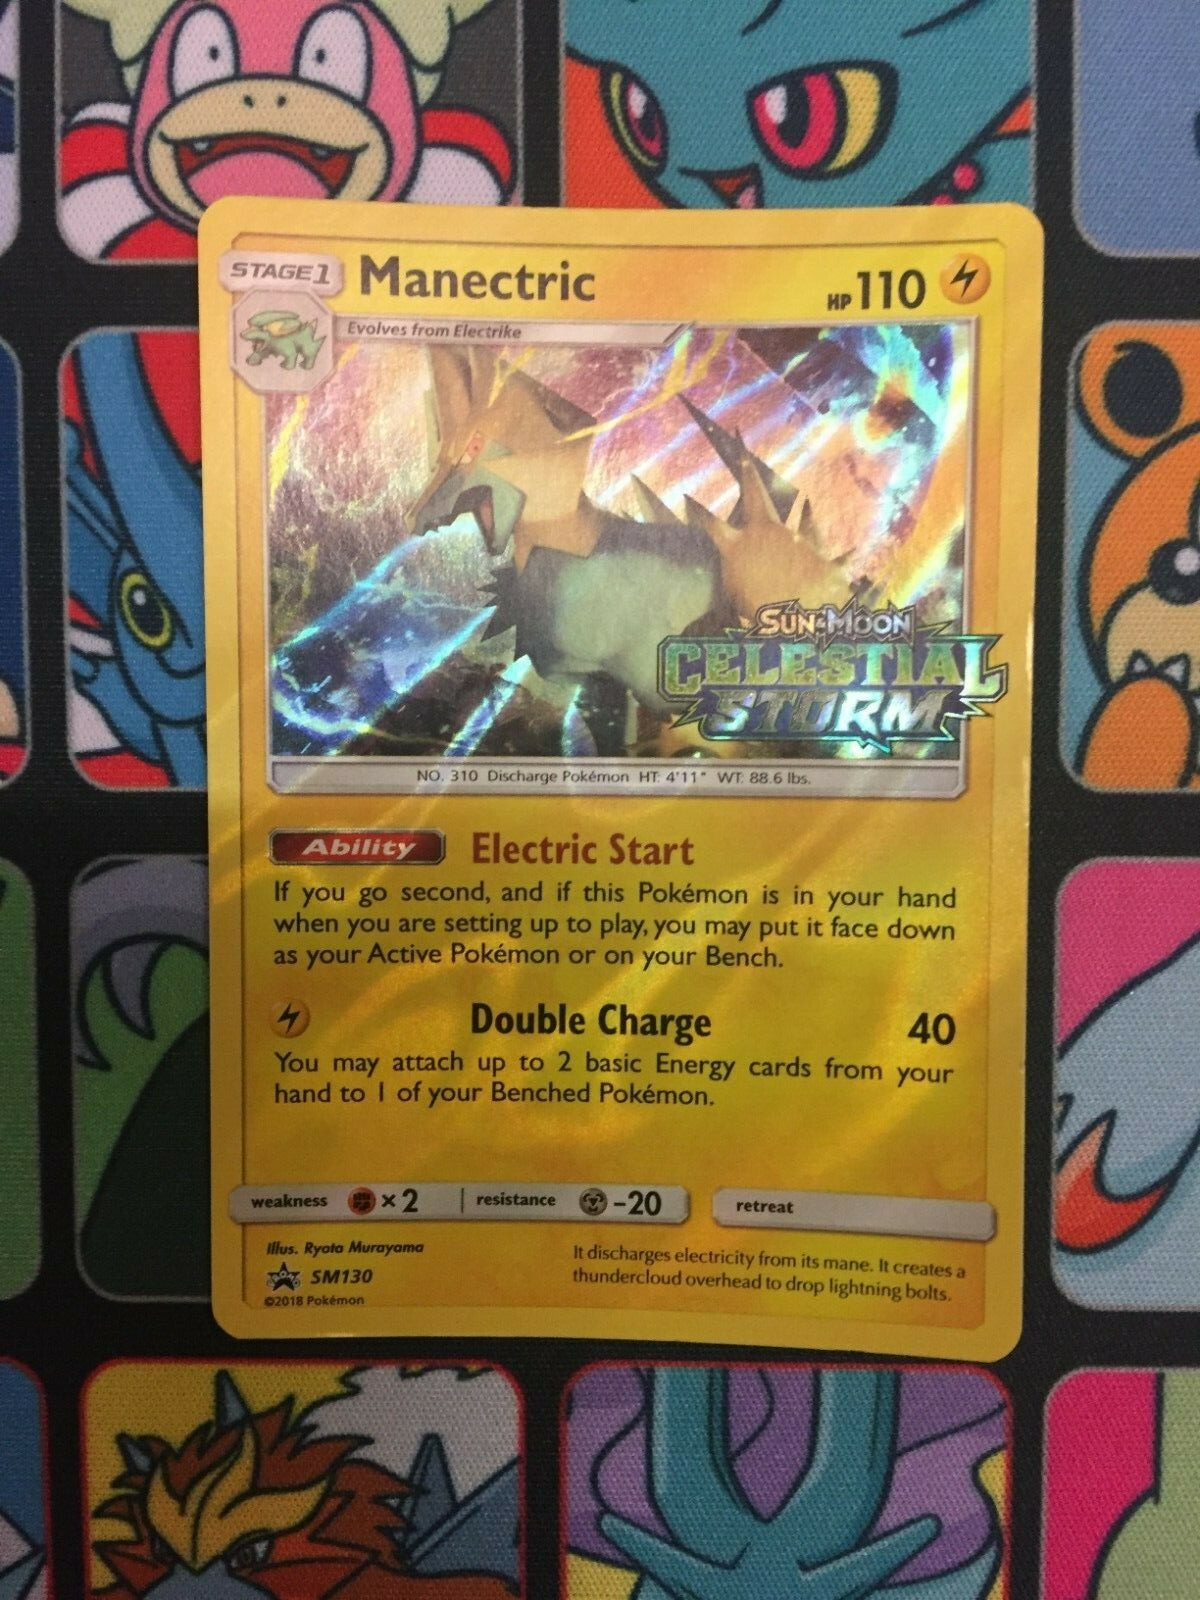 STAGE1 Manectric HP 110
Evolves from Electrike
SUN & MOON
CELESTIAL
STORM
NO. 310 Discharge Pokémon HT: 4'11" WT: 88.6 lbs.
Ability Electric Start
If you go second, and if this Pokémon is in your hand
when you are setting up to play, you may put it face down
as your Active Pokémon or on your Bench.
Double Charge 40
You may attach up to 2 basic Energy cards from your
hand to 1 of your Benched Pokémon.
weakness ×2 resistance -20 retreat
Illus. Ryota Murayama
SM130
©2018 Pokémon
It discharges electricity from its mane. It creates a
thundercloud overhead to drop lightning bolts.